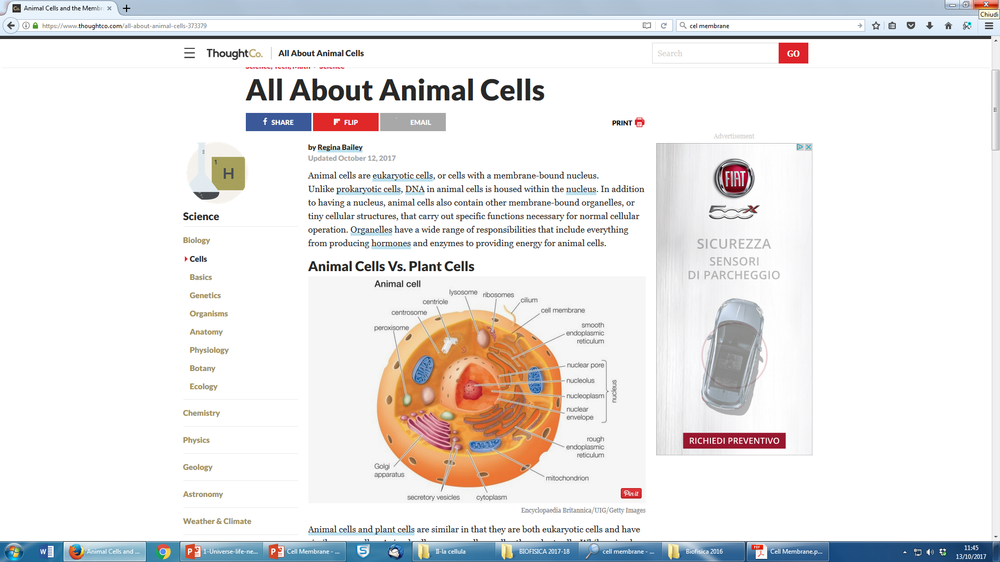 Animal Cells and the Membr
Chiudi
https://www.thoughtco.com/all-about-animal-cells-373379
cel membrane
ThoughtCo.
All About Animal Cells
Search
GO
Science, Tech, Math › Science
All About Animal Cells
SHARE
FLIP
EMAIL
PRINT
Advertisement
1
H
Science
Biology
Cells
Basics
Genetics
Organisms
Anatomy
Physiology
Botany
Ecology
Chemistry
Physics
Geology
Astronomy
Weather & Climate
by Regina Bailey
Updated October 12, 2017
Animal cells are eukaryotic cells, or cells with a membrane-bound nucleus.
Unlike prokaryotic cells, DNA in animal cells is housed within the nucleus. In addition
to having a nucleus, animal cells also contain other membrane-bound organelles, or
tiny cellular structures, that carry out specific functions necessary for normal cellular
operation. Organelles have a wide range of responsibilities that include everything
from producing hormones and enzymes to providing energy for animal cells.
Animal Cells Vs. Plant Cells
Animal cell
lysosome
ribosomes
centriole
cilium
centrosome
cell membrane
peroxisome
smooth
endoplasmic
reticulum
nuclear pore
nucleolus
nucleoplasm
nuclear
envelope
nucleus
rough
endoplasmic
reticulum
Golgi
apparatus
mitochondrion
secretory vesicles
cytoplasm
Pin it
Encyclopaedia Britannica/UIG/Getty Images
Animal cells and plant cells are similar in that they are both eukaryotic cells and have
FIAT
500X
SICUREZZA
SENSORI
DI PARCHEGGIO
RICHIEDI PREVENTIVO
Animal Cells and ...
1-Universe-life-ne...
Cell Membrane - ...
II-la cellula
BIOFISICA 2017-18
cell membrane - ...
Biofisica 2016
Cell Membrane.p...
11:45
13/10/2017